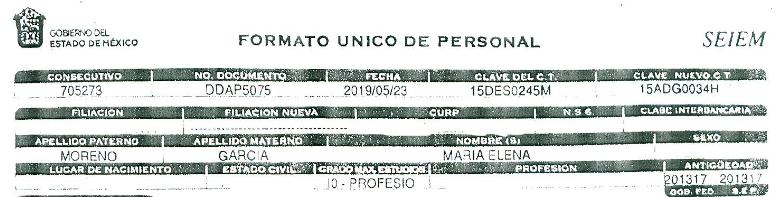 GOBIERNO DEL
ESTADO DE MÉXICO
FORMATO UNICO DE PERSONAL
SEIEM
CONSECUTIVO NO. DOCUMENTO FECHA CLAVE DEL C.T. CLAVE NUEVO C T
705273 DDAP5075 2019/05/23 15DES0245M 15ADG0034H
FILIACION FILIACION NUEVA CURP N.S.S. CLABE INTERBANCARIA
APELLIDO PATERNO APELLIDO MATERNO NOMBRE (S) SEXO
MORENO GARCIA MARIA ELENA
LUGAR DE NACIMIENTO ESTADO CIVIL GRADO MAX. ESTUDIOS PROFESIÓN ANTIGÜEDAD
J0 - PROFESIO 201317 201317
GOB. FED. S.E.P.